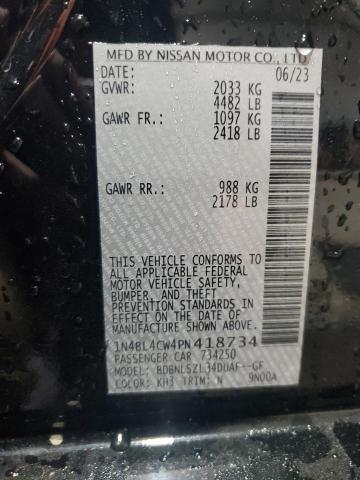 MFD BY NISSAN MOTOR CO., LTD.
DATE: 06/23
GVWR: 2033 KG
4482 LB
GAWR FR.: 1097 KG
2418 LB
GAWR RR.: 988 KG
2178 LB
THIS VEHICLE CONFORMS TO
ALL APPLICABLE FEDERAL
MOTOR VEHICLE SAFETY,
BUMPER, AND THEFT
PREVENTION STANDARDS IN
EFFECT ON THE DATE OF
MANUFACTURE SHOWN ABOVE.
1N4BL4CW4PN418734
PASSENGER CAR 734250
MODEL: BDBNLSZL34DUAF--GF
COLOR: KH3 TRIM: N 9N00A